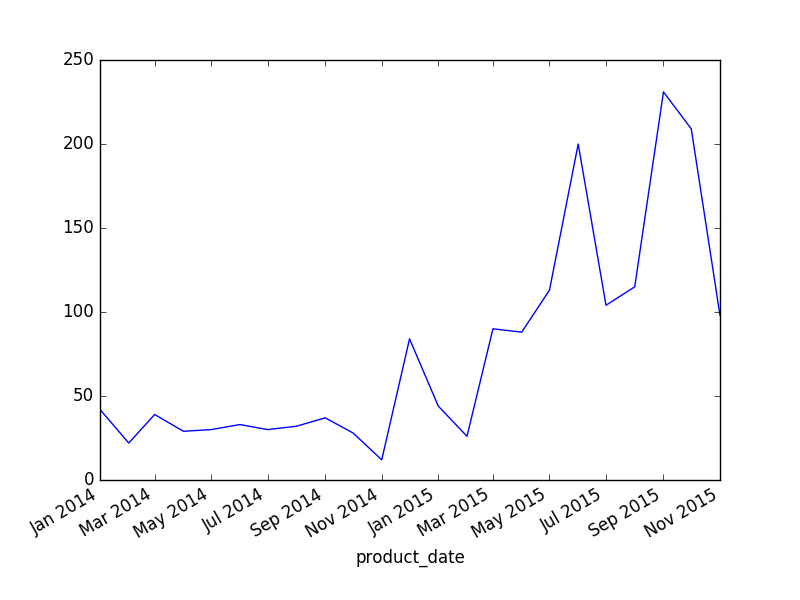 250
200
150
100
50
0
Jan 2014
Mar 2014
May 2014
Jul 2014
Sep 2014
Nov 2014
Jan 2015
Mar 2015
May 2015
Jul 2015
Sep 2015
Nov 2015
product_date